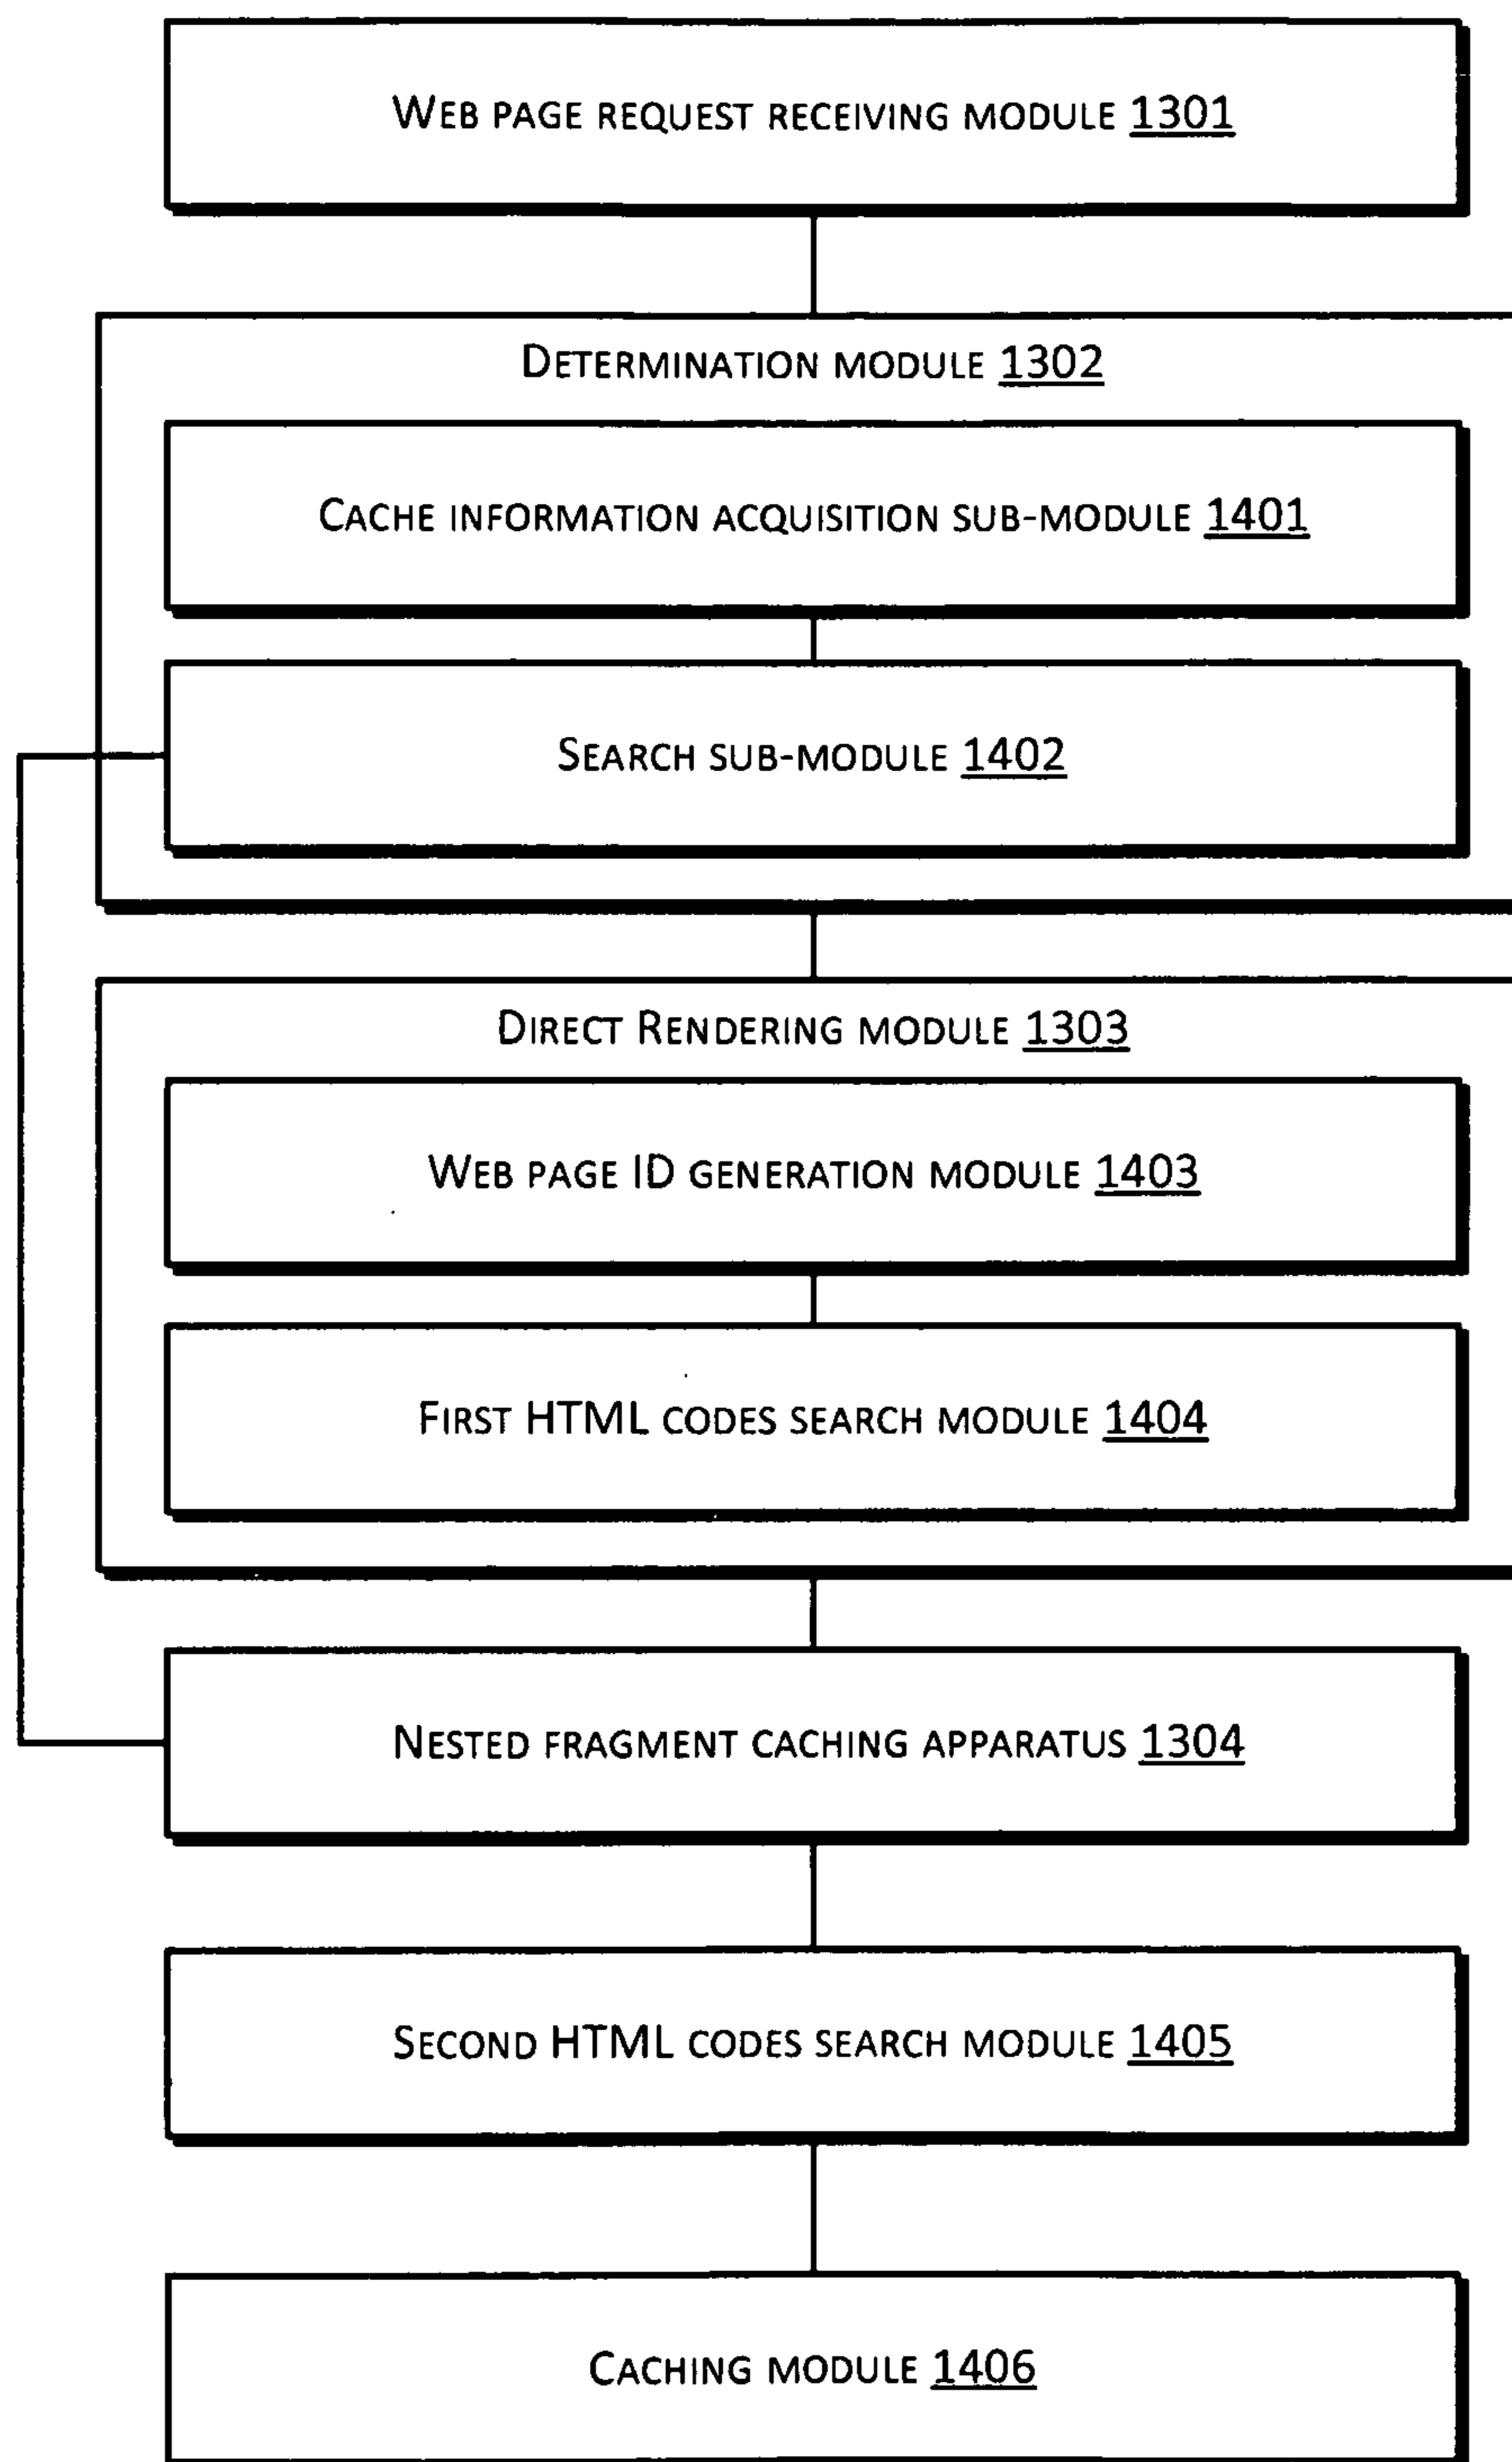 Web page request receiving module 1301
Determination module 1302
Cache information acquisition sub-module 1401
Search sub-module 1402
Direct Rendering module 1303
Web page ID generation module 1403
First HTML codes search module 1404
Nested fragment caching apparatus 1304
Second HTML codes search module 1405
Caching module 1406